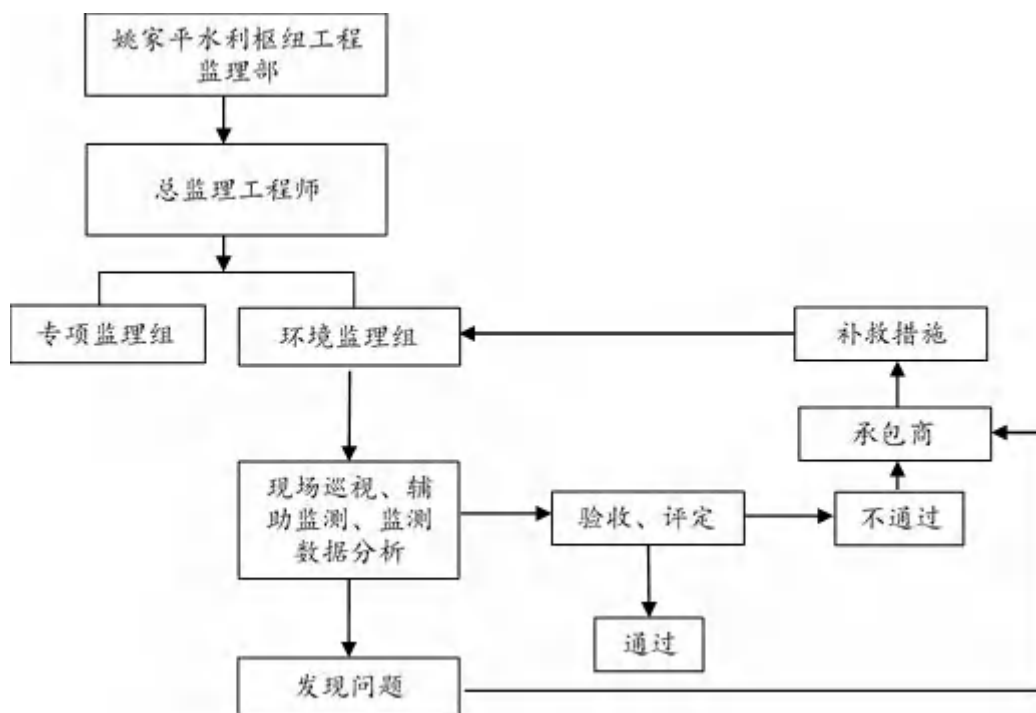 姚家平水利枢纽工程
监理部
总监理工程师
专项监理组
环境监理组
补救措施
承包商
现场巡视、辅
助监测、监测
数据分析
验收、评定
不通过
通过
发现问题